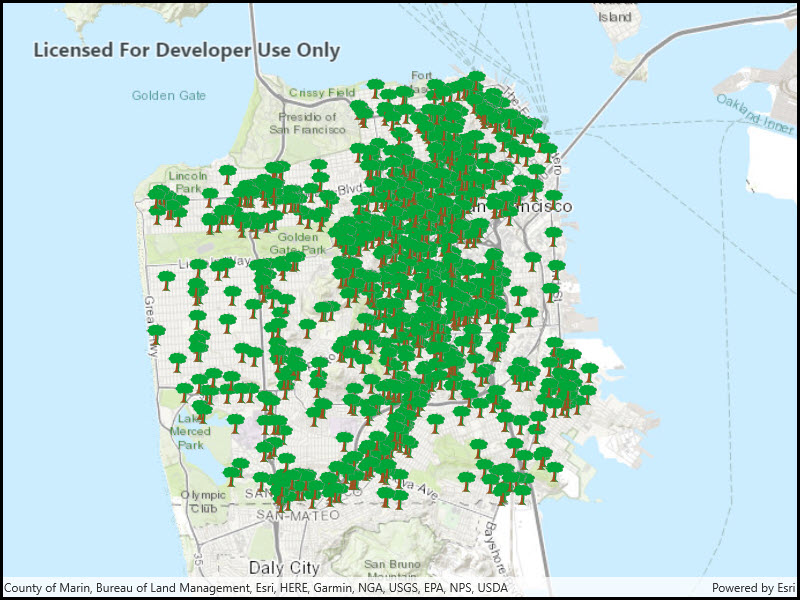 Island
Licensed For Developer Use Only
Fort
Golden Gate
Crissy Field
Oakland Inner
Presidio of
San Francisco
Lincoln
Park
Blvd
Francisco
Golden
Gate Park
Way
Great Hwy
Lake
Merced
Park
Olympic
Club
Ave
SAN-MATEO
Bayshore
35
Daly City
San Bruno
Mountain
County of Marin, Bureau of Land Management, Esri, HERE, Garmin, NGA, USGS, EPA, NPS, USDA
Powered by Esri